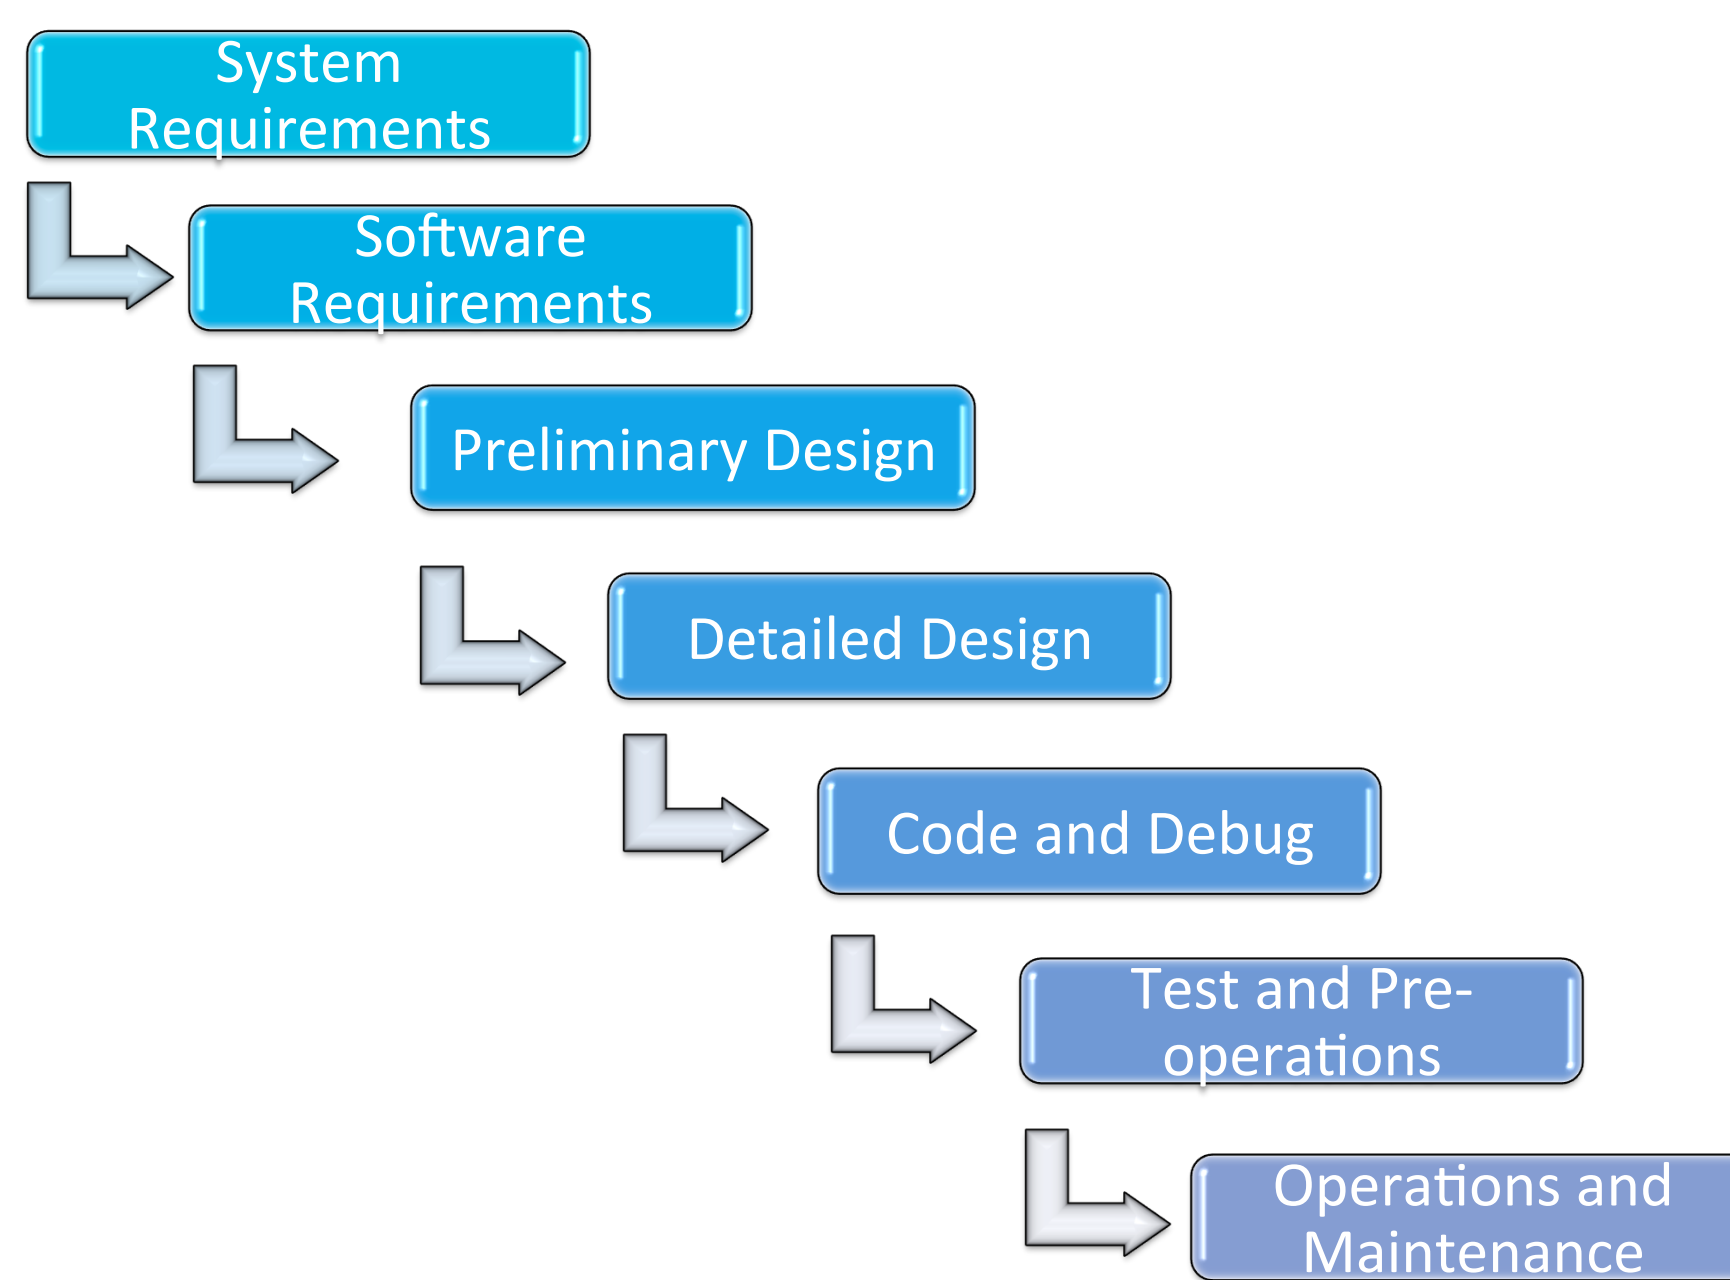 System
Requirements
Software
Requirements
Preliminary Design
Detailed Design
Code and Debug
Test and Pre-
operations
Operations and
Maintenance